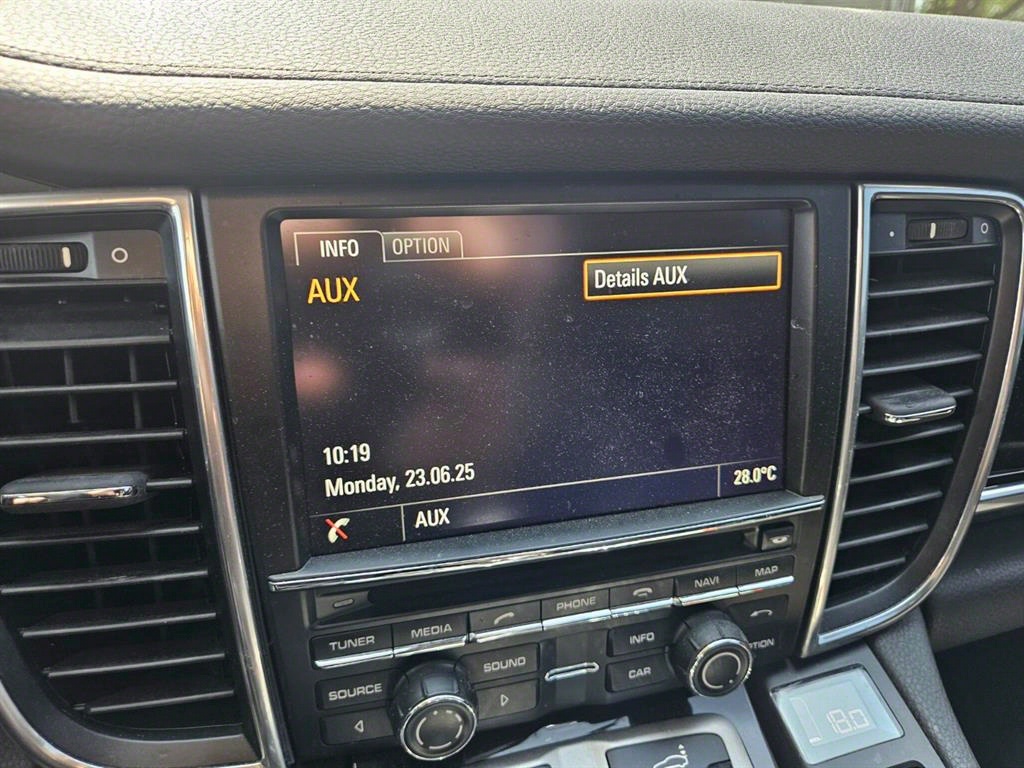 INFO OPTION
AUX
Details AUX
10:19
Monday, 23.06.25
28.0°C
AUX
TUNER MEDIA PHONE NAVI MAP
SOURCE SOUND INFO OPTION
CAR
18.0